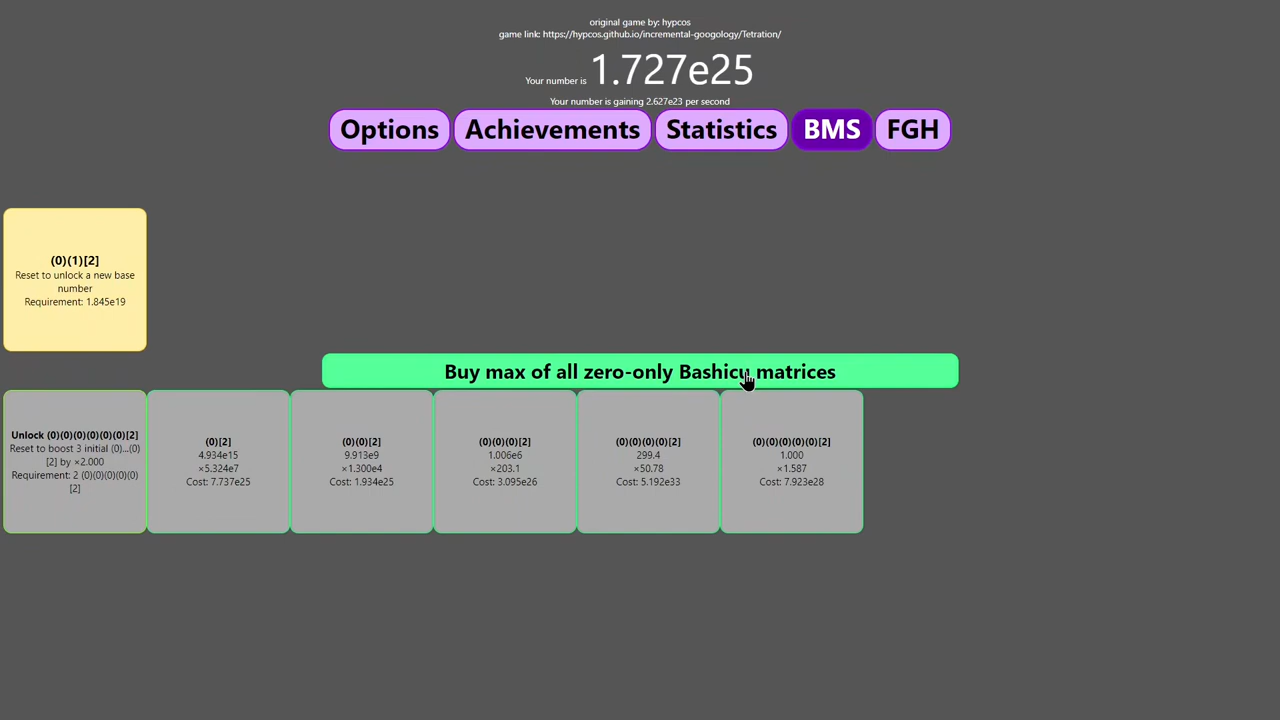 original game by: hypcos
game link: https://hypcos.github.io/incremental-googology/Tetration/
Your number is 1.727e25
Your number is gaining 2.627e23 per second
Options Achievements Statistics BMS FGH
(0)(1)[2]
Reset to unlock a new base
number
Requirement: 1.845e19
Buy max of all zero-only Bashicu matrices
Unlock (0)(0)(0)(0)(0)(0)[2]
Reset to boost 3 initial (0)...(0)
[2] by ×2.000
Requirement: 2 (0)(0)(0)(0)(0)
[2]
(0)[2]
4.934e15
×5.324e7
Cost: 7.737e25
(0)(0)[2]
9.913e9
×1.300e4
Cost: 1.934e25
(0)(0)(0)[2]
1.006e6
×203.1
Cost: 3.095e26
(0)(0)(0)(0)[2]
299.4
×50.78
Cost: 5.192e33
(0)(0)(0)(0)(0)[2]
1.000
×1.587
Cost: 7.923e28